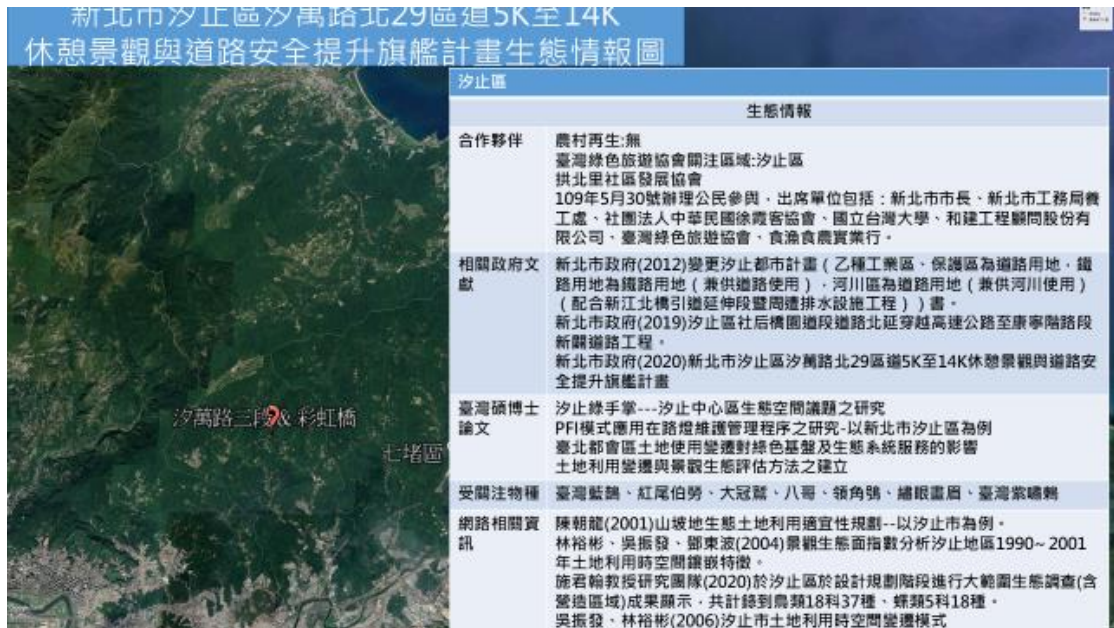 新北市汐止區汐萬路北29區道5K至14K
休憩景觀與道路安全提升旗艦計畫生態情報圖
汐止區
生態情報
合作夥伴
農村再生:無
臺灣綠色旅遊協會關注區域:汐止區
拱北里社區發展協會
109年5月30號辦理公民參與，出席單位包括：新北市市長、新北市工務局養
工處、社團法人中華民國徐霞客協會、國立台灣大學、和建工程顧問股份有
限公司、臺灣綠色旅遊協會、食漁食農實業行。
相關政府文
獻
新北市政府(2012)變更汐止都市計畫（乙種工業區、保護區為道路用地，鐵
路用地為鐵路用地（兼供道路使用），河川區為道路用地（兼供河川使用）
（配合新江北橋引道延伸段暨周遭排水設施工程））書。
新北市政府(2019)汐止區社后橋園道段道路北延穿越高速公路至康寧階路段
新闢道路工程。
新北市政府(2020)新北市汐止區汐萬路北29區道5K至14K休憩景觀與道路安
全提升旗艦計畫
臺灣碩博士
論文
汐止綠手掌---汐止中心區生態空間議題之研究
PFI模式應用在路燈維護管理程序之研究-以新北市汐止區為例
臺北都會區土地使用變遷對綠色基盤及生態系統服務的影響
土地利用變遷與景觀生態評估方法之建立
受關注物種
臺灣藍鵲、紅尾伯勞、大冠鷲、八哥、領角鴞、繡眼畫眉、臺灣紫嘯鶇
網路相關資
訊
陳朝龍(2001)山坡地生態土地利用適宜性規劃--以汐止市為例。
林裕彬、吳振發、鄧東波(2004)景觀生態面指數分析汐止地區1990~2001
年土地利用時空間鑲嵌特徵。
施君翰教授研究團隊(2020)於汐止區於設計規劃階段進行大範圍生態調查(含
營造區域)成果顯示，共計錄到鳥類18科37種、蝶類5科18種。
吳振發、林裕彬(2006)汐止市土地利用時空間變遷模式
汐萬路三段& 彩虹橋
七堵區